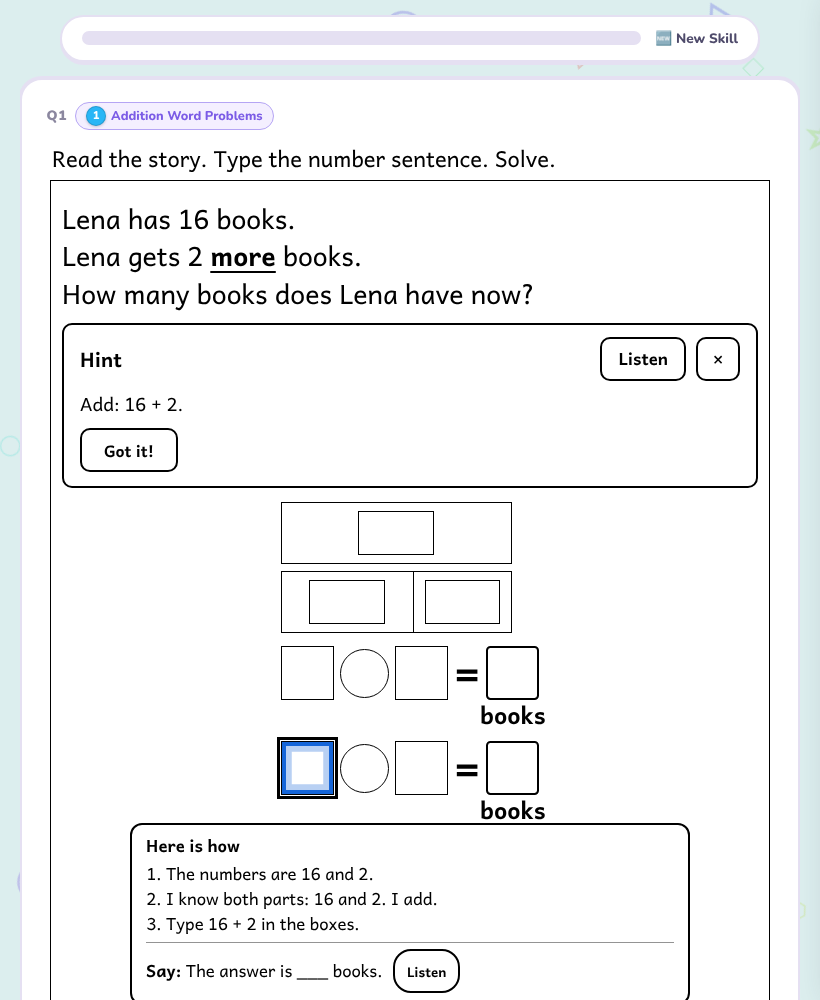 🆕 New Skill
Q1 1 Addition Word Problems
Read the story. Type the number sentence. Solve.
Lena has 16 books.
Lena gets 2 more books.
How many books does Lena have now?
Hint Listen ×
Add: 16 + 2.
Got it!
=
books
=
books
Here is how
1. The numbers are 16 and 2.
2. I know both parts: 16 and 2. I add.
3. Type 16 + 2 in the boxes.
Say: The answer is ___ books. Listen